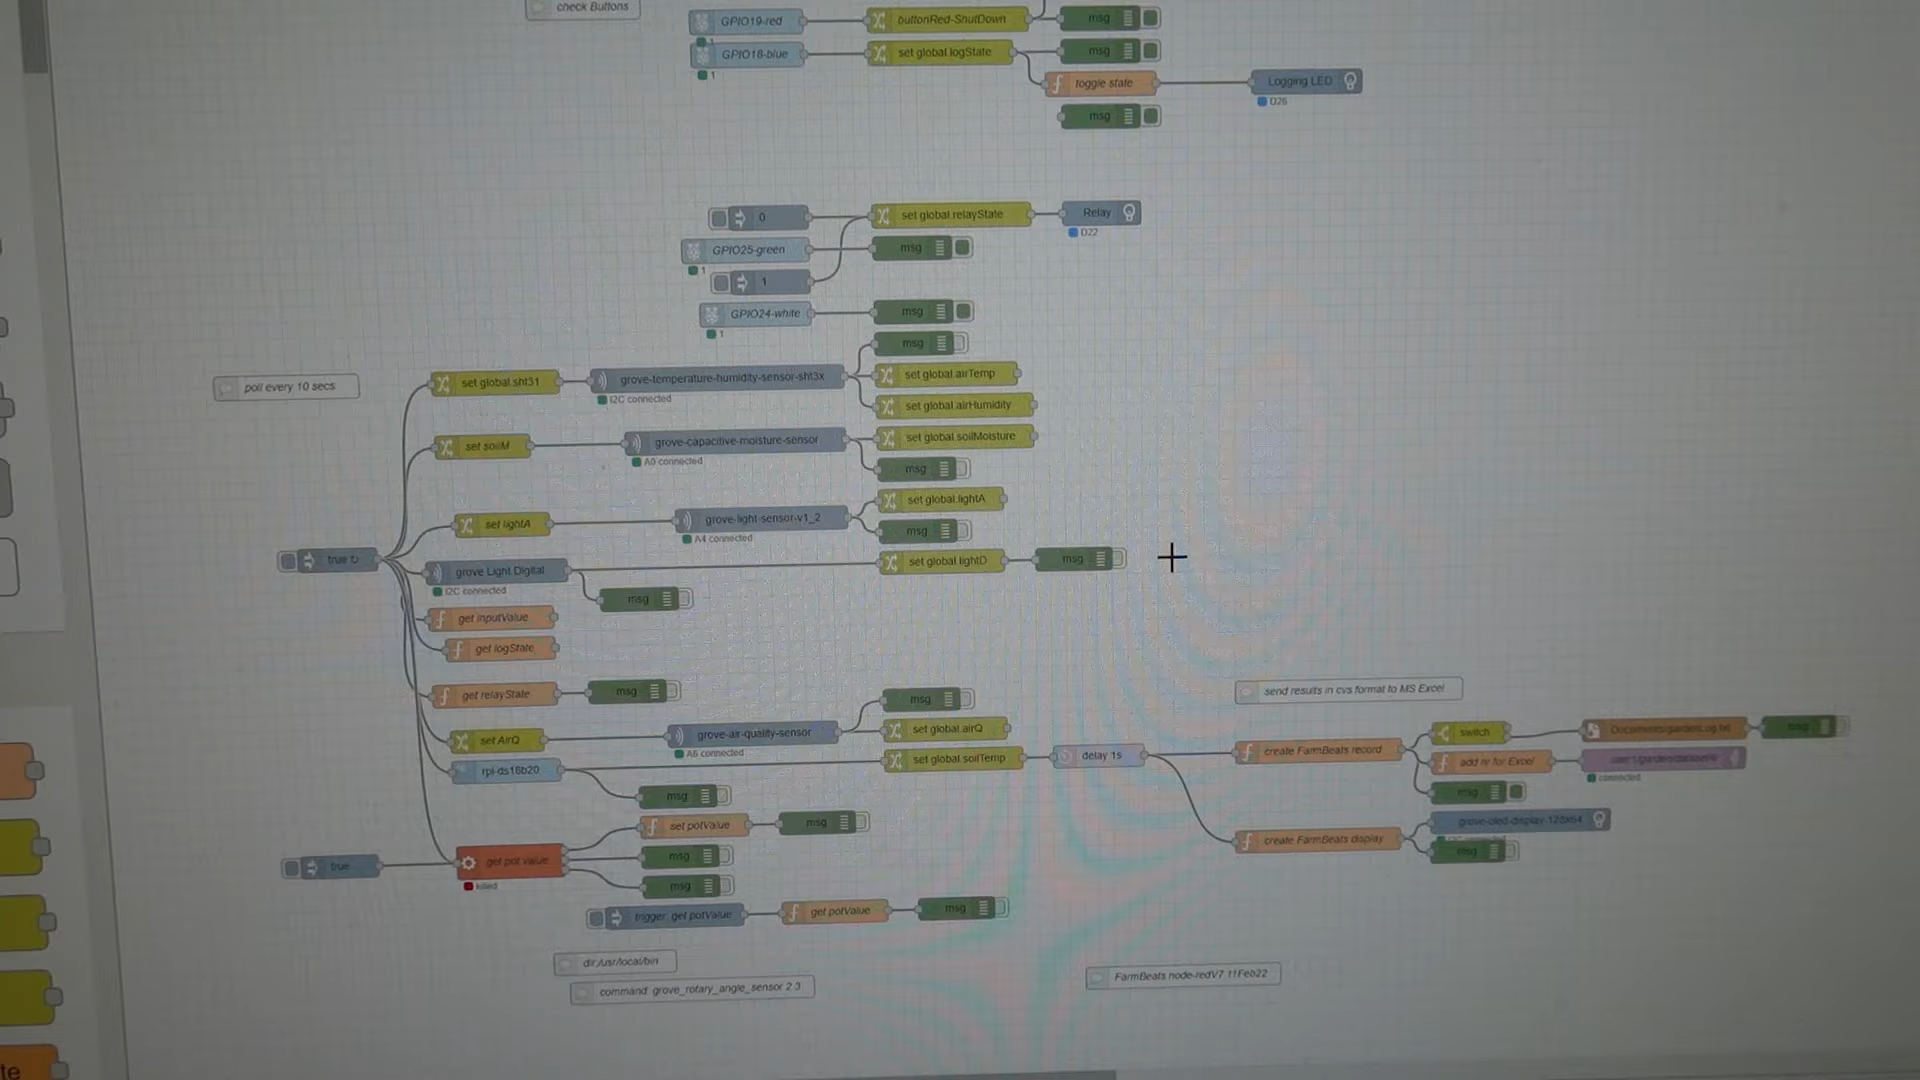 check Buttons
GPIO19-red
buttonRed-ShutDown
msg
GPIO18-blue
1
set global.logState
msg
toggle state
Logging LED
D26
msg
0
set global.relayState
Relay
D22
GPIO25-green
1
msg
1
GPIO24-white
1
msg
msg
poll every 10 secs
set global.sht31
grove-temperature-humidity-sensor-sht3x
I2C connected
set global.airTemp
set global.airHumidity
set soilM
grove-capacitive-moisture-sensor
A0 connected
set global.soilMoisture
msg
set lightA
grove-light-sensor-v1_2
A4 connected
set global.lightA
msg
true ↻
grove Light Digital
I2C connected
set global.lightD
msg
msg
get inputValue
get logState
get relayState
msg
msg
send results in cvs format to MS Excel
set AirQ
grove-air-quality-sensor
A6 connected
set global.airQ
rpi-ds18b20
set global.soilTemp
delay 1s
create FarmBeats record
switch
msg
add nr for Excel
connected
msg
msg
set potValue
msg
create FarmBeats display
grove-oled-display-128x64
msg
true
get pot value
killed
msg
msg
trigger: get potValue
get potValue
msg
dir:/usr/local/bin
command: grove_rotary_angle_sensor 2 3
FarmBeats node-redV7 11Feb22
te